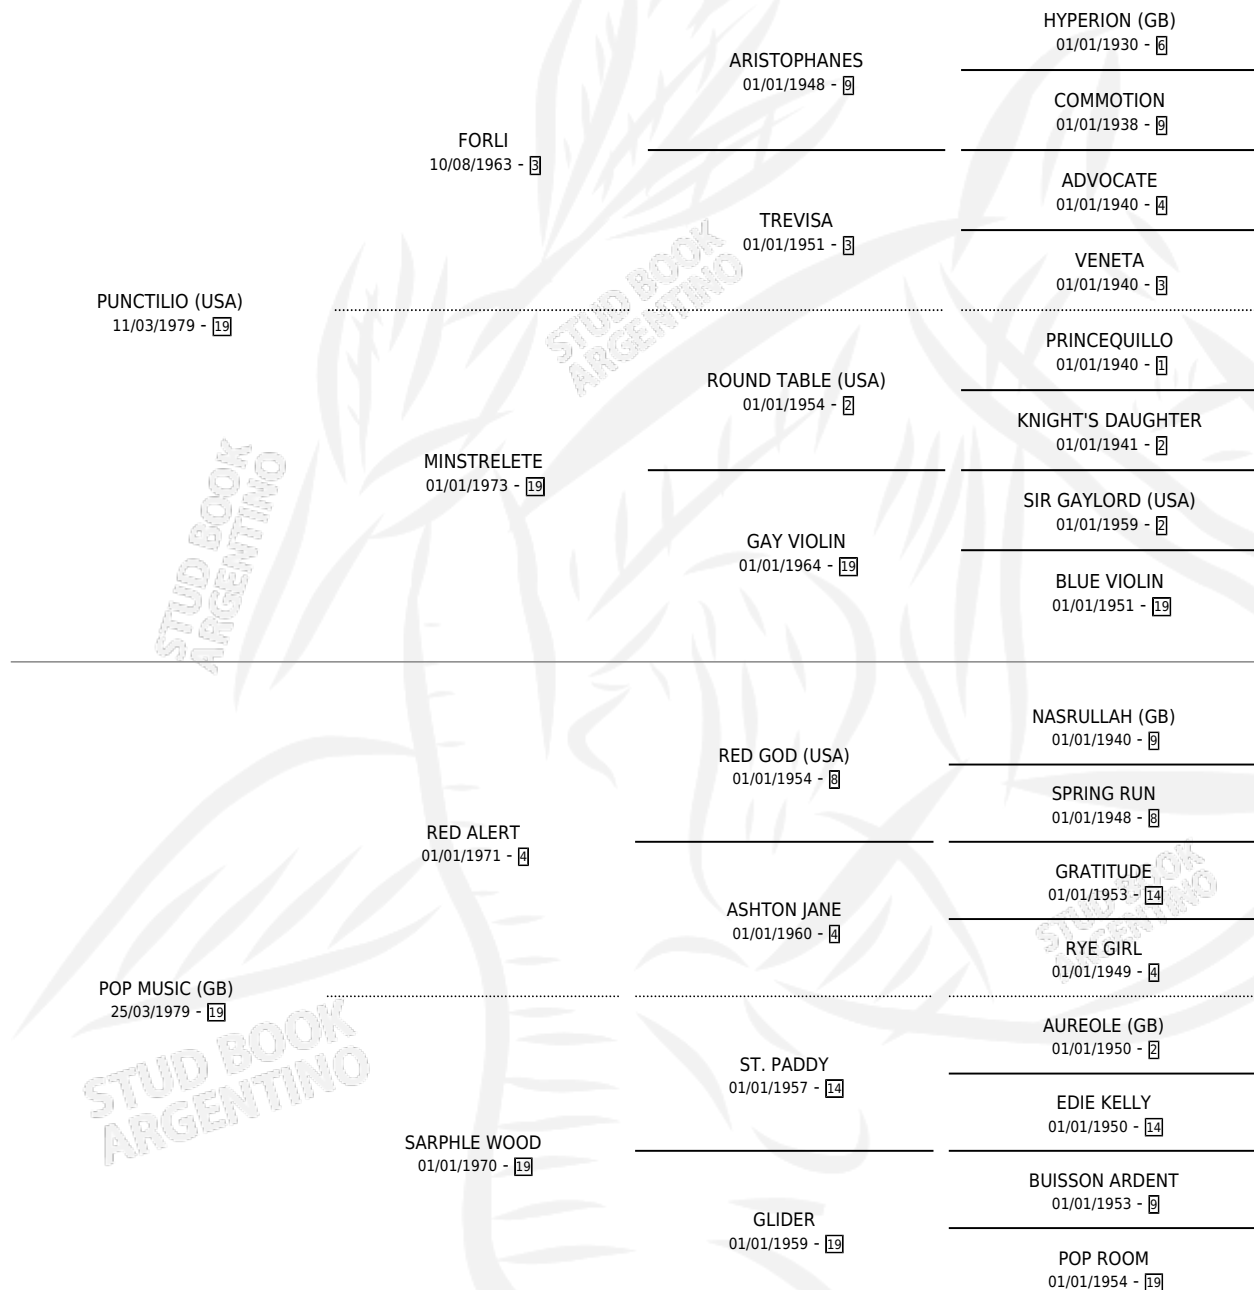 HYPERION (GB)
01/01/1930 - 6
ARISTOPHANES
01/01/1948 - 9
COMMOTION
01/01/1938 - 9
FORLI
10/08/1963 - 3
ADVOCATE
01/01/1940 - 4
TREVISA
01/01/1951 - 3
VENETA
01/01/1940 - 3
PUNCTILIO (USA)
11/03/1979 - 19
PRINCEQUILLO
01/01/1940 - 1
ROUND TABLE (USA)
01/01/1954 - 2
KNIGHT'S DAUGHTER
01/01/1941 - 2
MINSTRELETE
01/01/1973 - 19
SIR GAYLORD (USA)
01/01/1959 - 2
GAY VIOLIN
01/01/1964 - 19
BLUE VIOLIN
01/01/1951 - 19
NASRULLAH (GB)
01/01/1940 - 9
RED GOD (USA)
01/01/1954 - 8
SPRING RUN
01/01/1948 - 8
RED ALERT
01/01/1971 - 4
GRATITUDE
01/01/1953 - 14
ASHTON JANE
01/01/1960 - 4
RYE GIRL
01/01/1949 - 4
POP MUSIC (GB)
25/03/1979 - 19
AUREOLE (GB)
01/01/1950 - 2
ST. PADDY
01/01/1957 - 14
EDIE KELLY
01/01/1950 - 14
SARPHLE WOOD
01/01/1970 - 19
BUISSON ARDENT
01/01/1953 - 9
GLIDER
01/01/1959 - 19
POP ROOM
01/01/1954 - 19
STUD BOOK
ARGENTINO
STUD BOOK
ARGENTINO
STUD BOOK
ARGENTINO
STUD BOOK
ARGENTINO